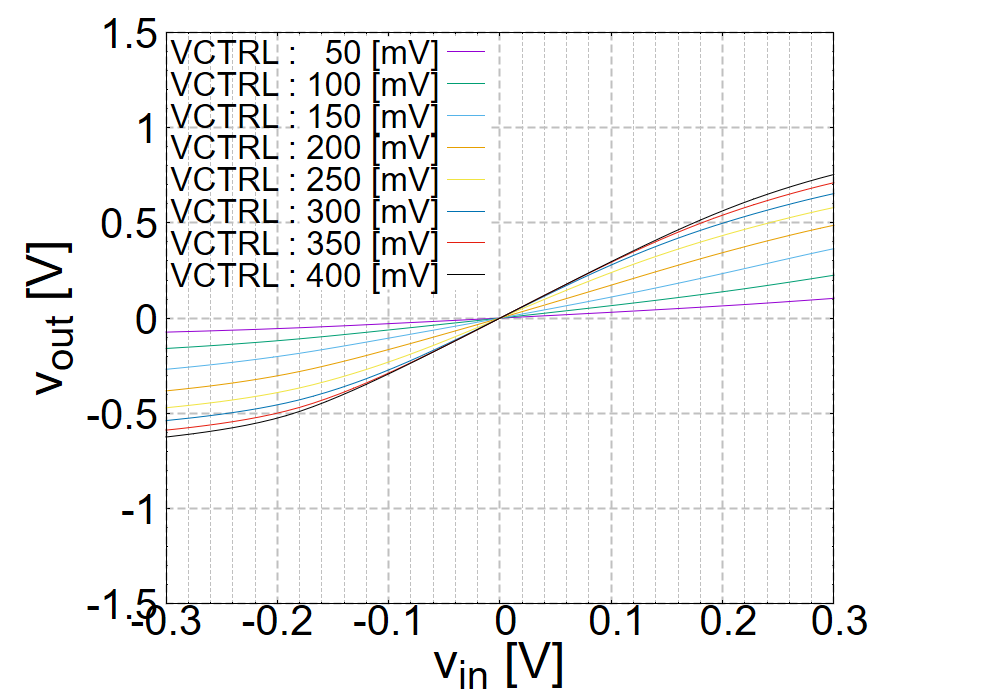 1.5
VCTRL : 50 [mV]
VCTRL : 100 [mV]
1
VCTRL : 150 [mV]
VCTRL : 200 [mV]
VCTRL : 250 [mV]
0.5
VCTRL : 300 [mV]
VCTRL : 350 [mV]
VCTRL : 400 [mV]
vout [V]
0
-0.5
-1
-1.5
-0.3 -0.2 -0.1 0 0.1 0.2 0.3
vin [V]